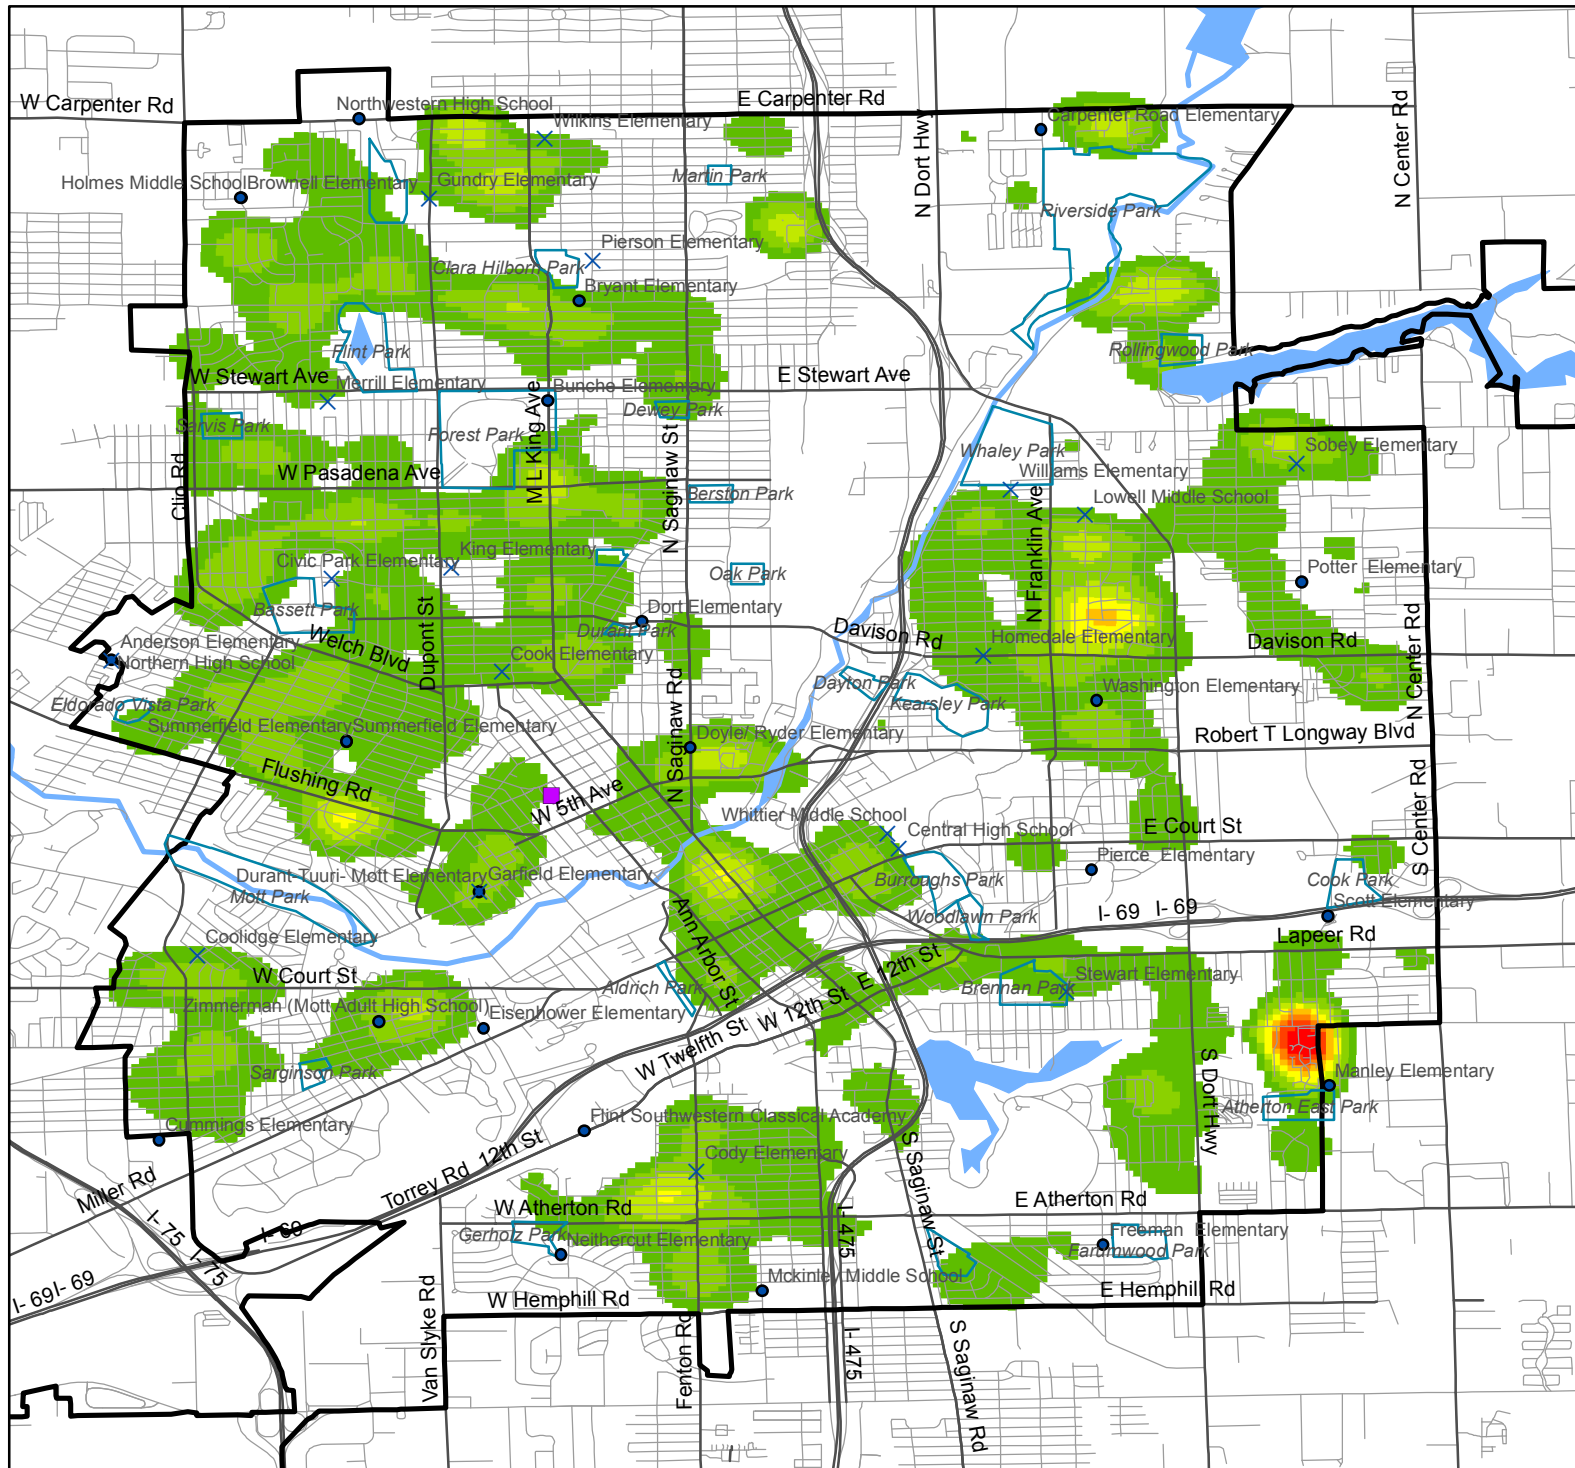 W Carpenter Rd
Northwestern High School
E Carpenter Rd
Wilkins Elementary
Carpenter Road Elementary
N Dort Hwy
N Center Rd
Holmes Middle School
Brownell Elementary
Gundry Elementary
Martin Park
Riverside Park
Pierson Elementary
Clara Hilborn Park
Bryant Elementary
Flint Park
Rollingwood Park
W Stewart Ave
Merrill Elementary
Bunche Elementary
E Stewart Ave
Dewey Park
Sarvis Park
Forest Park
M L King Ave
N Saginaw St
Whaley Park
Sobey Elementary
W Pasadena Ave
Clio Rd
Berston Park
Williams Elementary
Lowell Middle School
N Franklin Ave
King Elementary
Civic Park Elementary
Oak Park
Potter Elementary
Bassett Park
Dort Elementary
Durant Park
Davison Rd
Homedale Elementary
Davison Rd
N Center Rd
Anderson Elementary
Northern High School
Welch Blvd
Dupont St
Cook Elementary
Dayton Park
Kearsley Park
Washington Elementary
Eldorado Vista Park
Summerfield Elementary
Summerfield Elementary
N Saginaw Rd
Doyle/ Ryder Elementary
Robert T Longway Blvd
Flushing Rd
W 5th Ave
Whittier Middle School
Central High School
E Court St
S Center Rd
Pierce Elementary
Durant-Tuuri- Mott Elementary
Garfield Elementary
Mott Park
Burroughs Park
Cook Park
Scott Elementary
Woodlawn Park
I- 69
I- 69
Ann Arbor St
Coolidge Elementary
Lapeer Rd
W Court St
E 12th St
Aldrich Park
Brennan Park
Stewart Elementary
Zimmerman (Mott Adult High School)
Eisenhower Elementary
W 12th St
W Twelfth St
S Dort Hwy
Sarginson Park
Manley Elementary
Atherton East Park
Cummings Elementary
Flint Southwestern Classical Academy
12th St
Cody Elementary
S Saginaw St
Miller Rd
Torrey Rd
W Atherton Rd
E Atherton Rd
I- 75
I- 75
I- 69
Gerholz Park
Neithercut Elementary
I- 475
Freeman Elementary
Farumwood Park
I- 69
I- 69
W Hemphill Rd
Mckinley Middle School
E Hemphill Rd
Van Slyke Rd
Fenton Rd
I-475
S Saginaw Rd
I